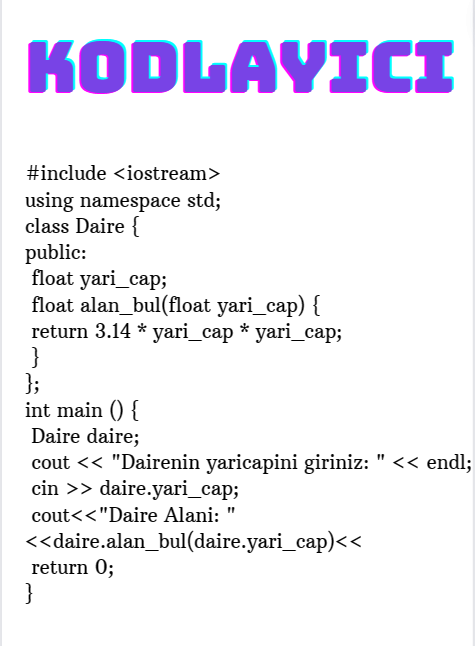 KODLAYICI
#include <iostream>
using namespace std;
class Daire {
public:
float yari_cap;
float alan_bul(float yari_cap) {
return 3.14 * yari_cap * yari_cap;
}
};
int main () {
Daire daire;
cout << "Dairenin yaricapini giriniz: " << endl;
cin >> daire.yari_cap;
cout<<"Daire Alani: "
<<daire.alan_bul(daire.yari_cap)<<
return 0;
}